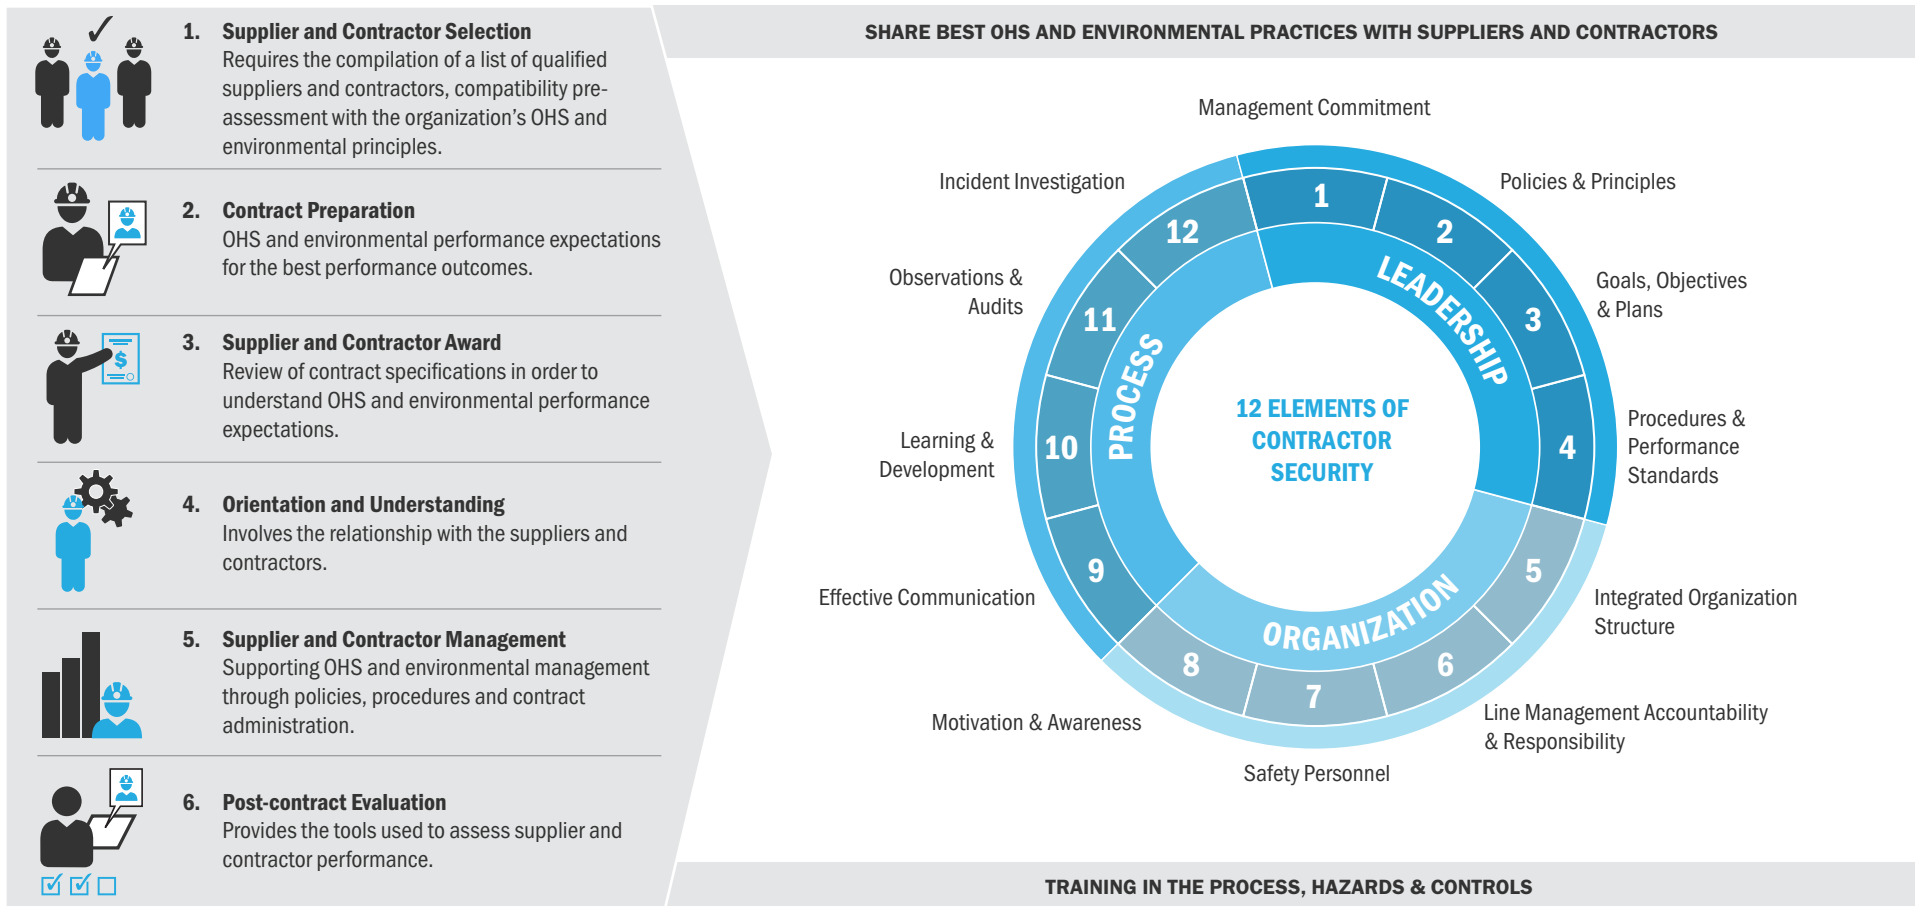 1. Supplier and Contractor Selection
Requires the compilation of a list of qualified
suppliers and contractors, compatibility pre-
assessment with the organization's OHS and
environmental principles.
2. Contract Preparation
OHS and environmental performance expectations
for the best performance outcomes.
$
3. Supplier and Contractor Award
Review of contract specifications in order to
understand OHS and environmental performance
expectations.
4. Orientation and Understanding
Involves the relationship with the suppliers and
contractors.
5. Supplier and Contractor Management
Supporting OHS and environmental management
through policies, procedures and contract
administration.
6. Post-contract Evaluation
Provides the tools used to assess supplier and
contractor performance.
SHARE BEST OHS AND ENVIRONMENTAL PRACTICES WITH SUPPLIERS AND CONTRACTORS
Management Commitment
Policies & Principles
Goals, Objectives
& Plans
Procedures &
Performance
Standards
Integrated Organization
Structure
Line Management Accountability
& Responsibility
Safety Personnel
Motivation & Awareness
Effective Communication
Learning &
Development
Observations &
Audits
Incident Investigation
1
2
3
4
5
6
7
8
9
10
11
12
LEADERSHIP
ORGANIZATION
PROCESS
12 ELEMENTS OF
CONTRACTOR
SECURITY
TRAINING IN THE PROCESS, HAZARDS & CONTROLS